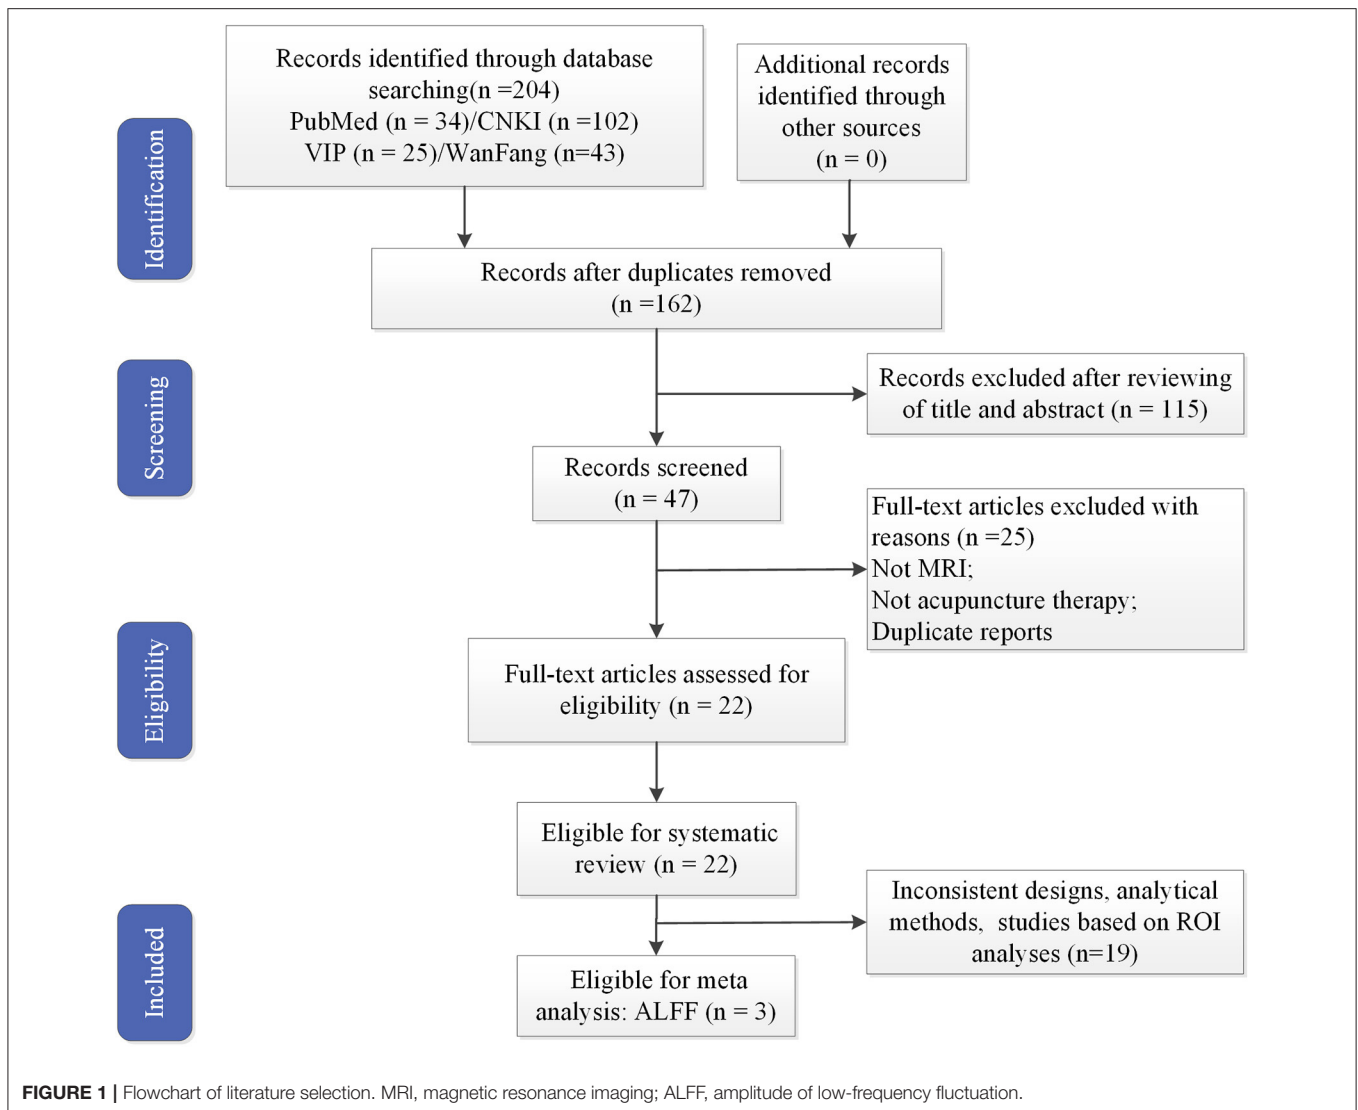 Records identified through database
searching(n =204)
PubMed (n = 34)/CNKI (n =102)
VIP (n = 25)/WanFang (n=43)
Additional records
identified through
other sources
(n = 0)
Identification
Records after duplicates removed
(n =162)
Records excluded after reviewing
of title and abstract (n = 115)
Screening
Records screened
(n = 47)
Full-text articles excluded with
reasons (n =25)
Not MRI;
Not acupuncture therapy;
Duplicate reports
Eligibility
Full-text articles assessed for
eligibility (n = 22)
Eligible for systematic
review (n = 22)
Inconsistent designs, analytical
methods, studies based on ROI
analyses (n=19)
Included
Eligible for meta
analysis: ALFF (n = 3)
FIGURE 1 | Flowchart of literature selection. MRI, magnetic resonance imaging; ALFF, amplitude of low-frequency fluctuation.